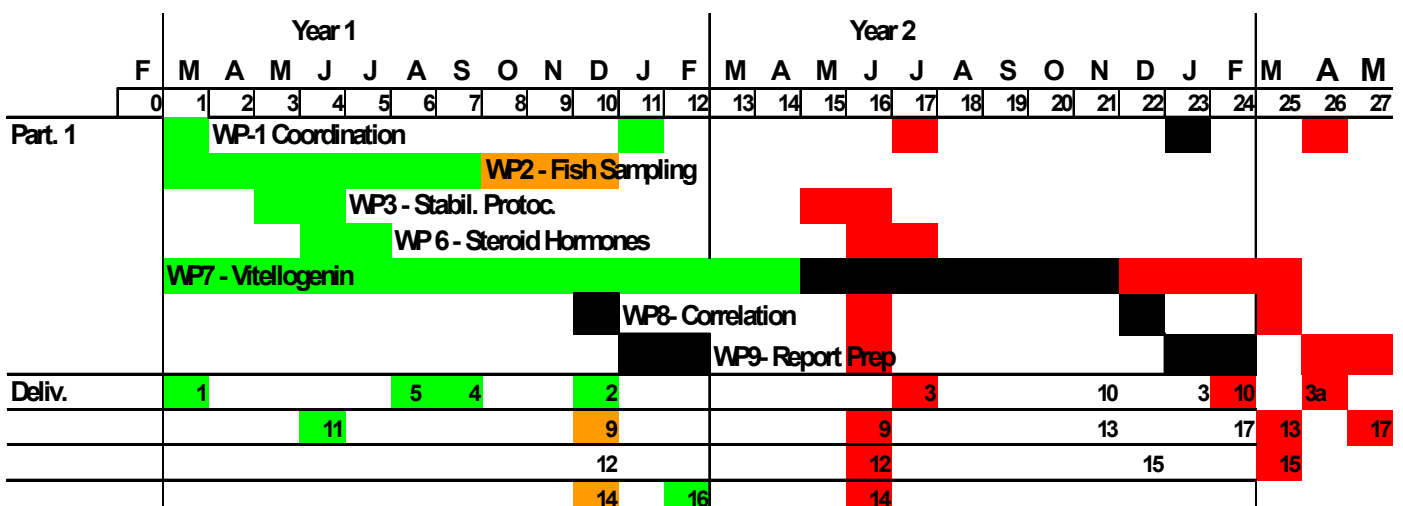 Year 1 Year 2
F M A M J J A S O N D J F M A M J J A S O N D J F M A M
0 1 2 3 4 5 6 7 8 9 10 11 12 13 14 15 16 17 18 19 20 21 22 23 24 25 26 27
Part. 1 WP-1 Coordination
WP2 - Fish Sampling
WP3 - Stabil. Protoc.
WP 6 - Steroid Hormones
WP7 - Vitellogenin
WP8- Correlation
WP9- Report Prep
Deliv. 1 5 4 2 3 10 3 10 3a
11 9 9 13 17 13 17
12 12 15 15
14 16 14